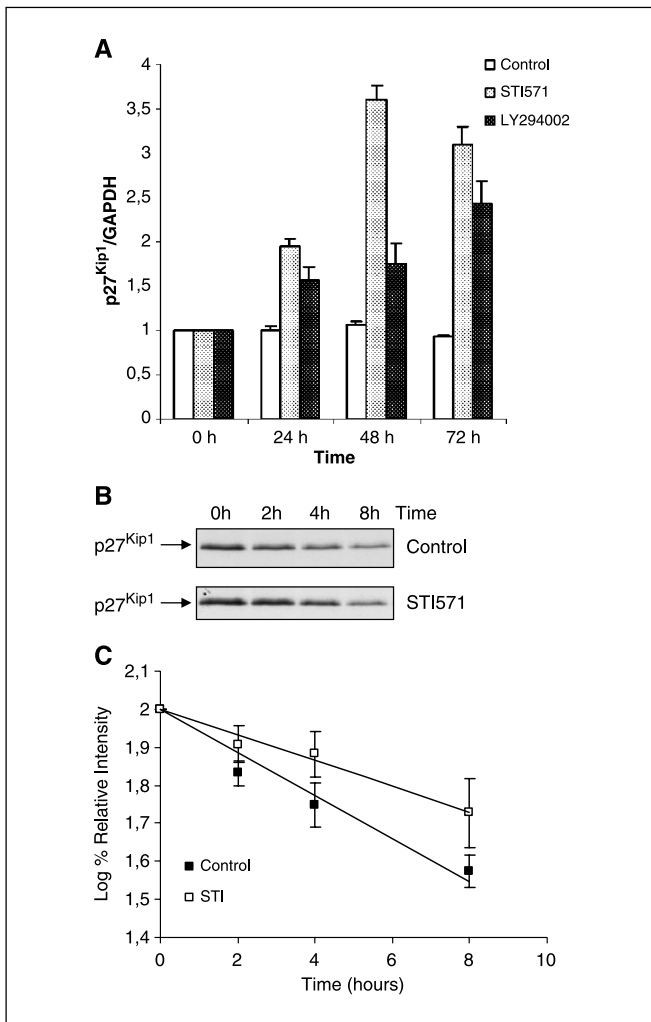 A
4
3,5
3
2,5
2
1,5
1
0,5
0
p27Kip1/GAPDH
Control
STI571
LY294002
0 h 24 h 48 h 72 h
Time
B
0h 2h 4h 8h Time
p27Kip1 Control
p27Kip1 STI571
C
2,1
2
1,9
1,8
1,7
1,6
1,5
1,4
Log % Relative Intensity
Control
STI
0 2 4 6 8 10
Time (hours)